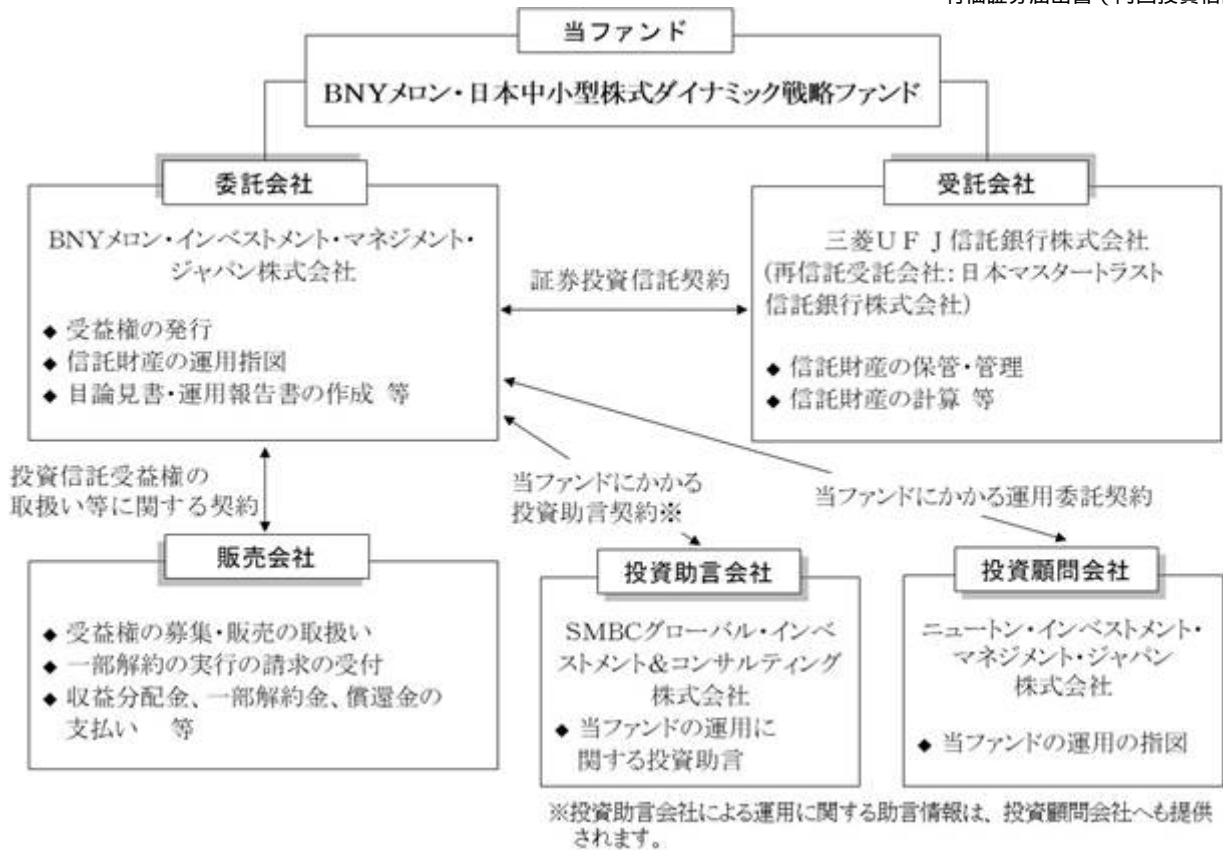 当ファンド
BNYメロン・日本中小型株式ダイナミック戦略ファンド
委託会社
BNYメロン・インベストメント・マネジメント・
ジャパン株式会社
◆ 受益権の発行
◆ 信託財産の運用指図
◆ 目論見書・運用報告書の作成 等
証券投資信託契約
受託会社
三菱UFJ信託銀行株式会社
(再信託受託会社:日本マスタートラスト
信託銀行株式会社)
◆ 信託財産の保管・管理
◆ 信託財産の計算 等
投資信託受益権の
取扱い等に関する契約
当ファンドにかかる
投資助言契約※
当ファンドにかかる運用委託契約
販売会社
◆ 受益権の募集・販売の取扱い
◆ 一部解約の実行の請求の受付
◆ 収益分配金、一部解約金、償還金の
支払い 等
投資助言会社
SMBCグローバル・インベ
ストメント&コンサルティング
株式会社
◆ 当ファンドの運用に
関する投資助言
投資顧問会社
ニュートン・インベストメント・
マネジメント・ジャパン
株式会社
◆ 当ファンドの運用の指図
※投資助言会社による運用に関する助言情報は、投資顧問会社へも提供
されます。